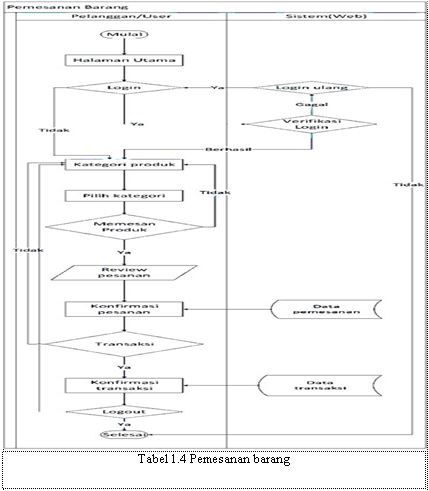 Pemesanan Barang
Pelanggan/User
Sistem(Web)
Mulai
Halaman Utama
Login
Ya
Login ulang
Gagal
Tidak
Ya
Verifikasi
Login
Berhasil
Kategori produk
Tidak
Tidak
Pilih kategori
Memesan
Produk
Tidak
Ya
Review
pesanan
Konfirmasi
pesanan
Data
pemesanan
Transaksi
Ya
Konfirmasi
transaksi
Data
transaksi
Logout
Ya
Selesai
Tabel 1.4 Pemesanan barang